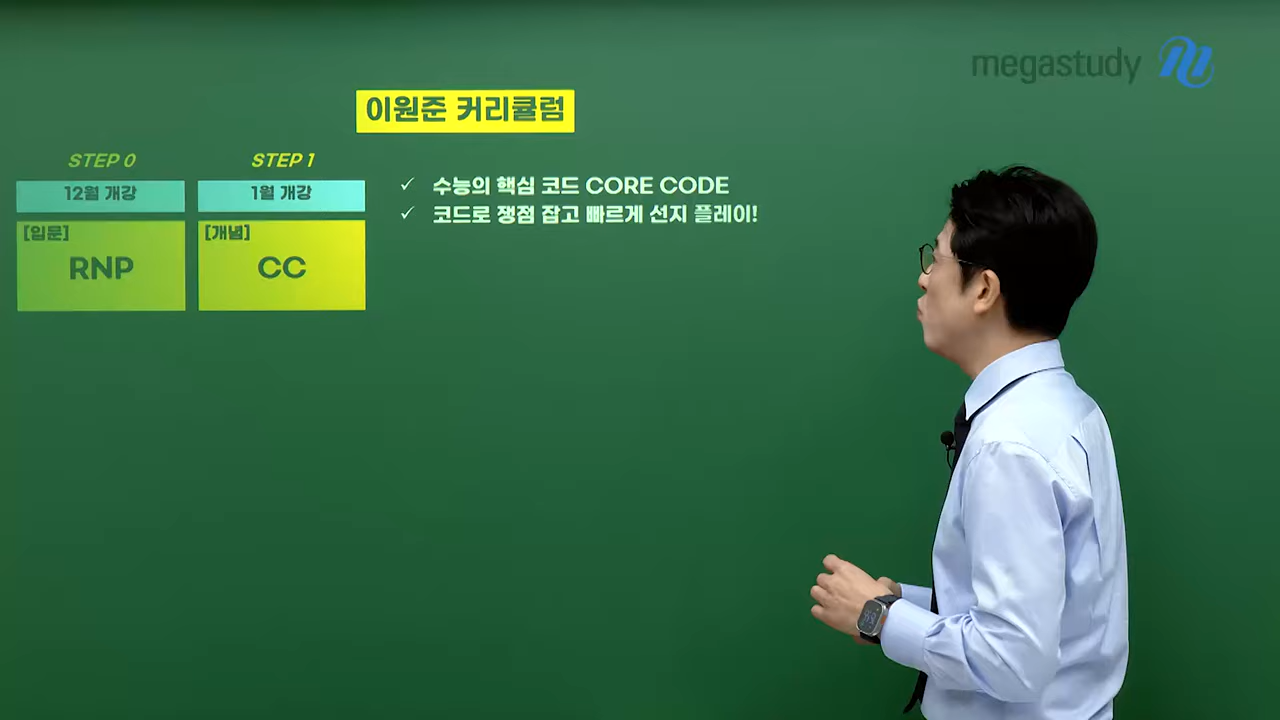 megastudy
이원준 커리큘럼
STEP 0
12월 개강
[입문]
RNP
STEP 1
1월 개강
[개념]
CC
✓ 수능의 핵심 코드 CORE CODE
✓ 코드로 쟁점 잡고 빠르게 선지 플레이!